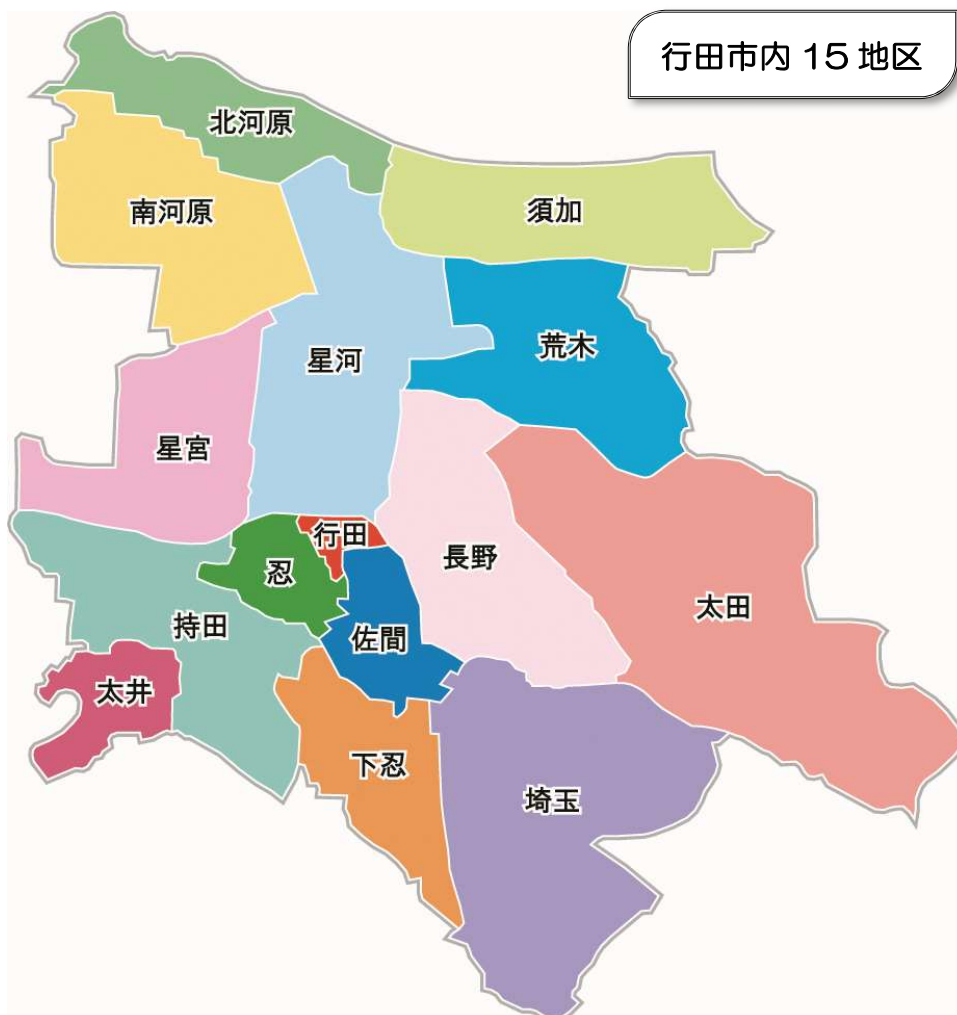 行田市内 15 地区
北河原
南河原
須加
星河
荒木
星宮
行田
忍
長野
持田
佐間
太田
太井
下忍
埼玉